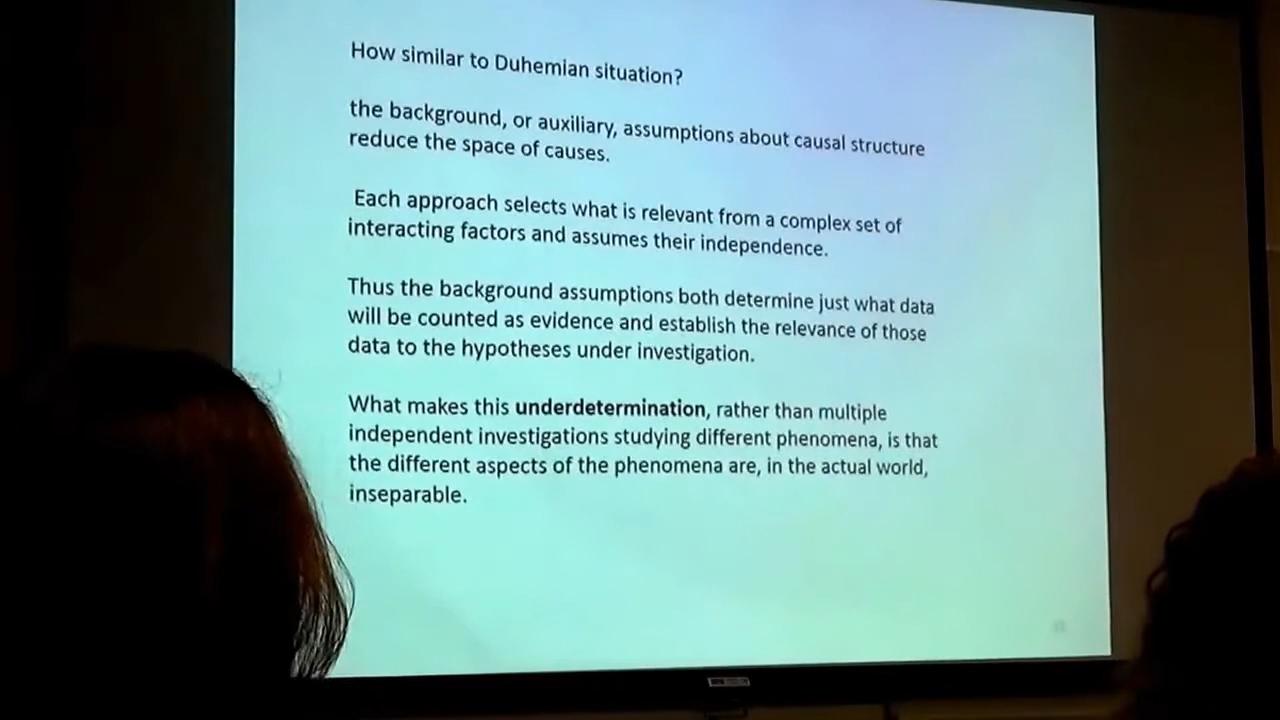 How similar to Duhemian situation?
the background, or auxiliary, assumptions about causal structure
reduce the space of causes.
Each approach selects what is relevant from a complex set of
interacting factors and assumes their independence.
Thus the background assumptions both determine just what data
will be counted as evidence and establish the relevance of those
data to the hypotheses under investigation.
What makes this underdetermination, rather than multiple
independent investigations studying different phenomena, is that
the different aspects of the phenomena are, in the actual world,
inseparable.